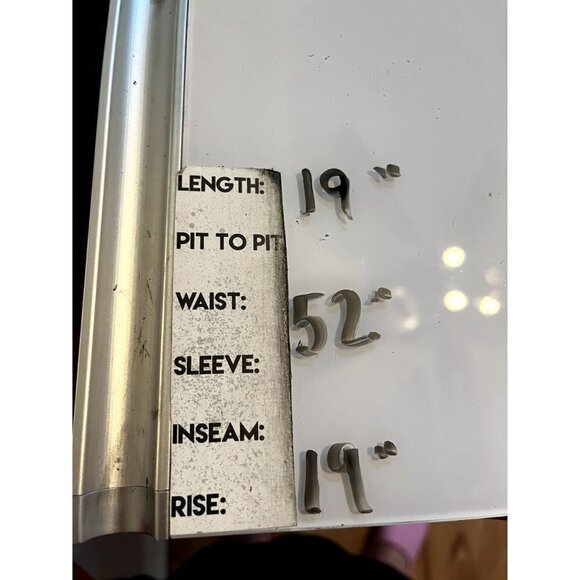 LENGTH: 19"
PIT TO PIT
WAIST: 52"
SLEEVE:
INSEAM:
RISE: 19"